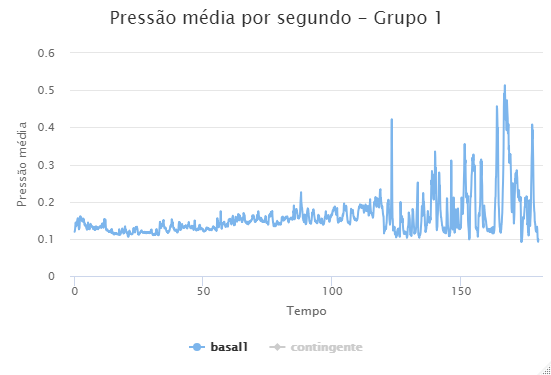 Pressão média por segundo - Grupo 1
0.6
0.5
0.4
0.3
0.2
0.1
0
Pressão média
0 50 100 150
Tempo
basal1 contingente